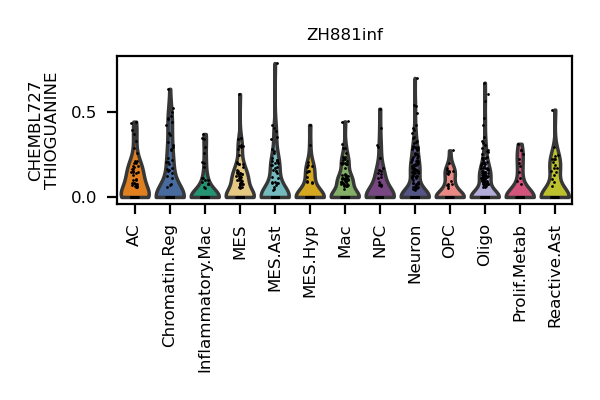 ZH881inf
CHEMBL727
THIOGUANINE
0.5
0.0
AC
Chromatin.Reg
Inflammatory.Mac
MES
MES.Ast
MES.Hyp
Mac
NPC
Neuron
OPC
Oligo
Prolif.Metab
Reactive.Ast